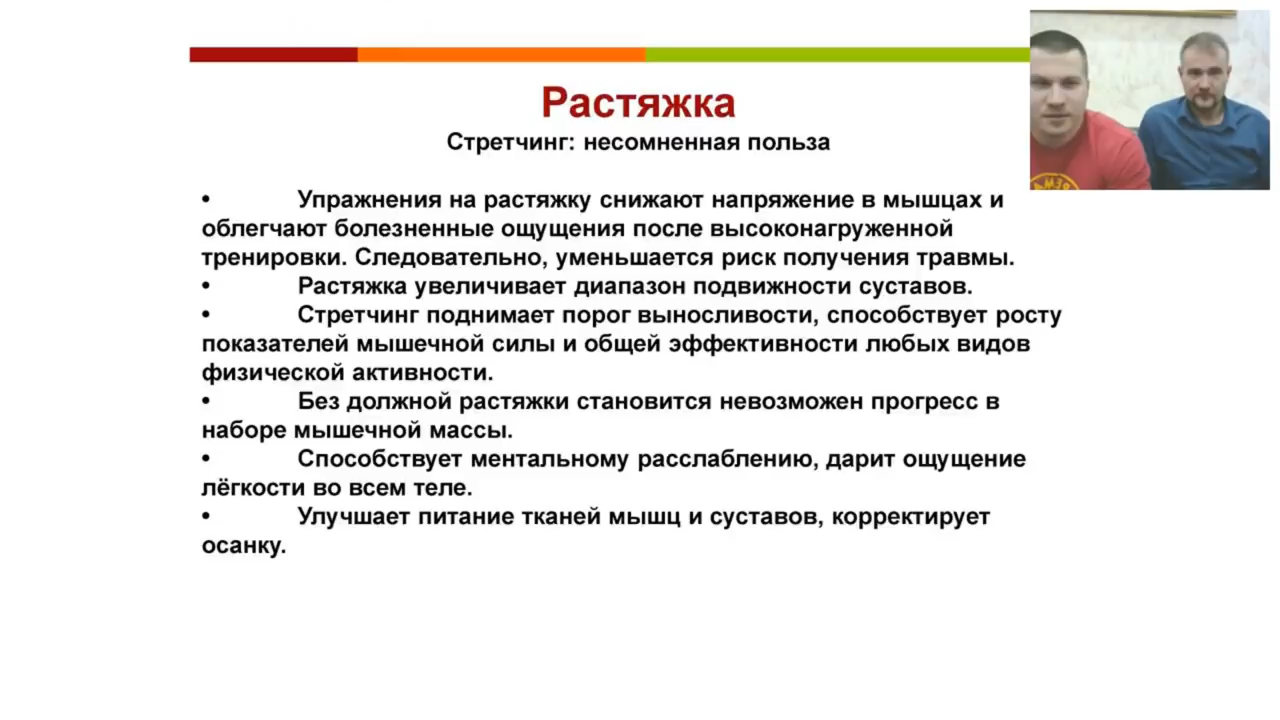 Растяжка
Стретчинг: несомненная польза
• Упражнения на растяжку снижают напряжение в мышцах и
облегчают болезненные ощущения после высоконагруженной
тренировки. Следовательно, уменьшается риск получения травмы.
• Растяжка увеличивает диапазон подвижности суставов.
• Стретчинг поднимает порог выносливости, способствует росту
показателей мышечной силы и общей эффективности любых видов
физической активности.
• Без должной растяжки становится невозможен прогресс в
наборе мышечной массы.
• Способствует ментальному расслаблению, дарит ощущение
лёгкости во всем теле.
• Улучшает питание тканей мышц и суставов, корректирует
осанку.